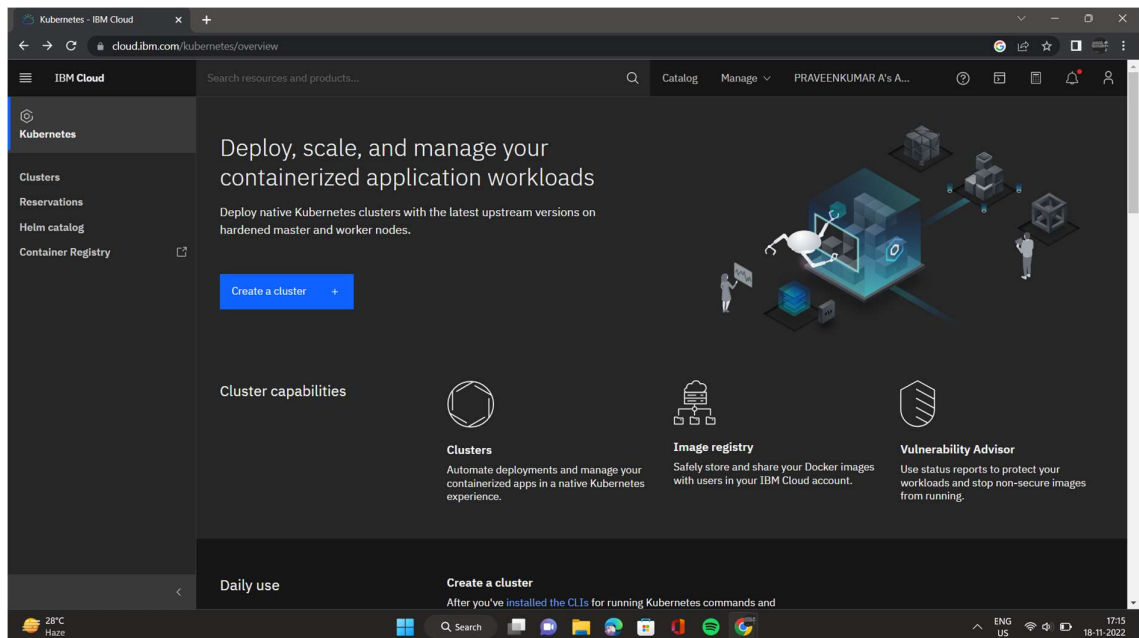 Kubernetes - IBM Cloud
cloud.ibm.com/kubernetes/overview
IBM Cloud
Search resources and products...
Catalog
Manage
PRAVEENKUMAR A's A...
Kubernetes
Clusters
Reservations
Helm catalog
Container Registry
Deploy, scale, and manage your
containerized application workloads
Deploy native Kubernetes clusters with the latest upstream versions on
hardened master and worker nodes.
Create a cluster +
Cluster capabilities
Clusters
Automate deployments and manage your
containerized apps in a native Kubernetes
experience.
Image registry
Safely store and share your Docker images
with users in your IBM Cloud account.
Vulnerability Advisor
Use status reports to protect your
workloads and stop non-secure images
from running.
Daily use
Create a cluster
After you've installed the CLIs for running Kubernetes commands and
28°C
Haze
Search
ENG
US
17:15
18-11-2022